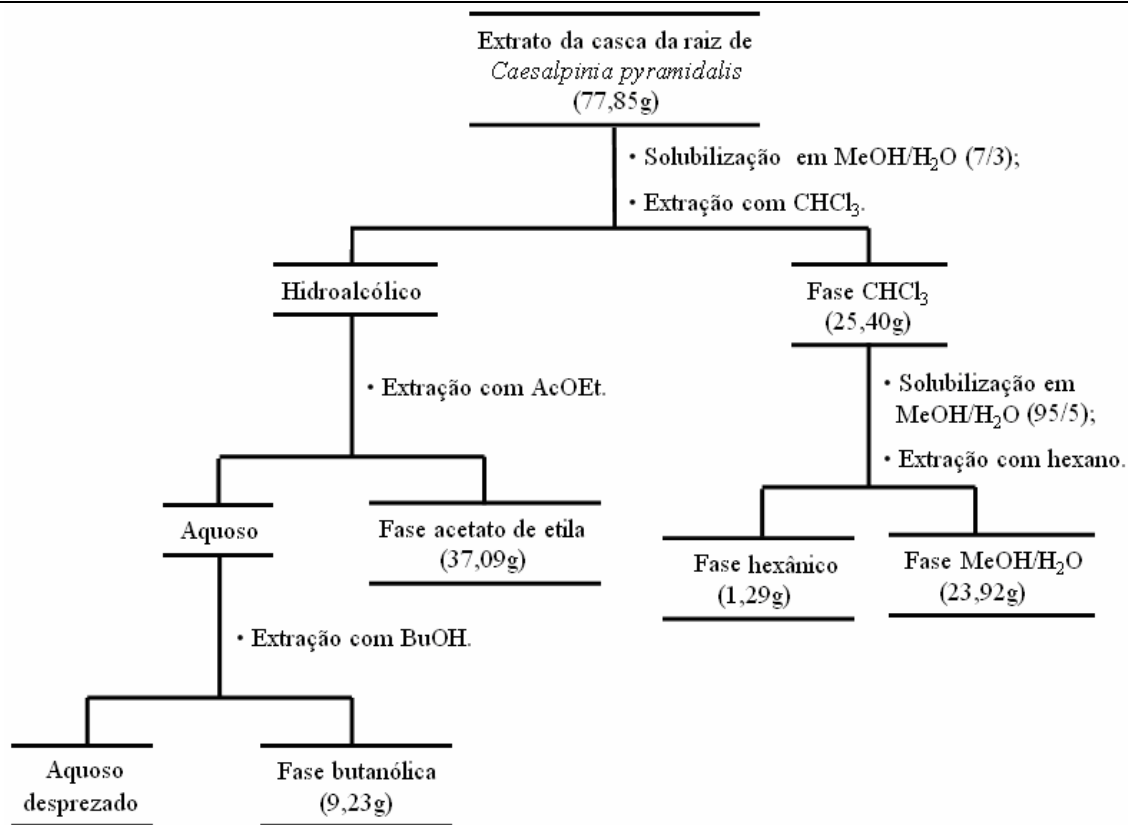 Extrato da casca da raiz de
Caesalpinia pyramidalis
(77,85g)
• Solubilização em MeOH/H₂O (7/3);
• Extração com CHCl₃.
Hidroalcólico
Fase CHCl₃
(25,40g)
• Extração com AcOEt.
• Solubilização em
MeOH/H₂O (95/5);
• Extração com hexano.
Aquoso
Fase acetato de etila
(37,09g)
Fase hexânico
(1,29g)
Fase MeOH/H₂O
(23,92g)
• Extração com BuOH.
Aquoso
desprezado
Fase butanólica
(9,23g)